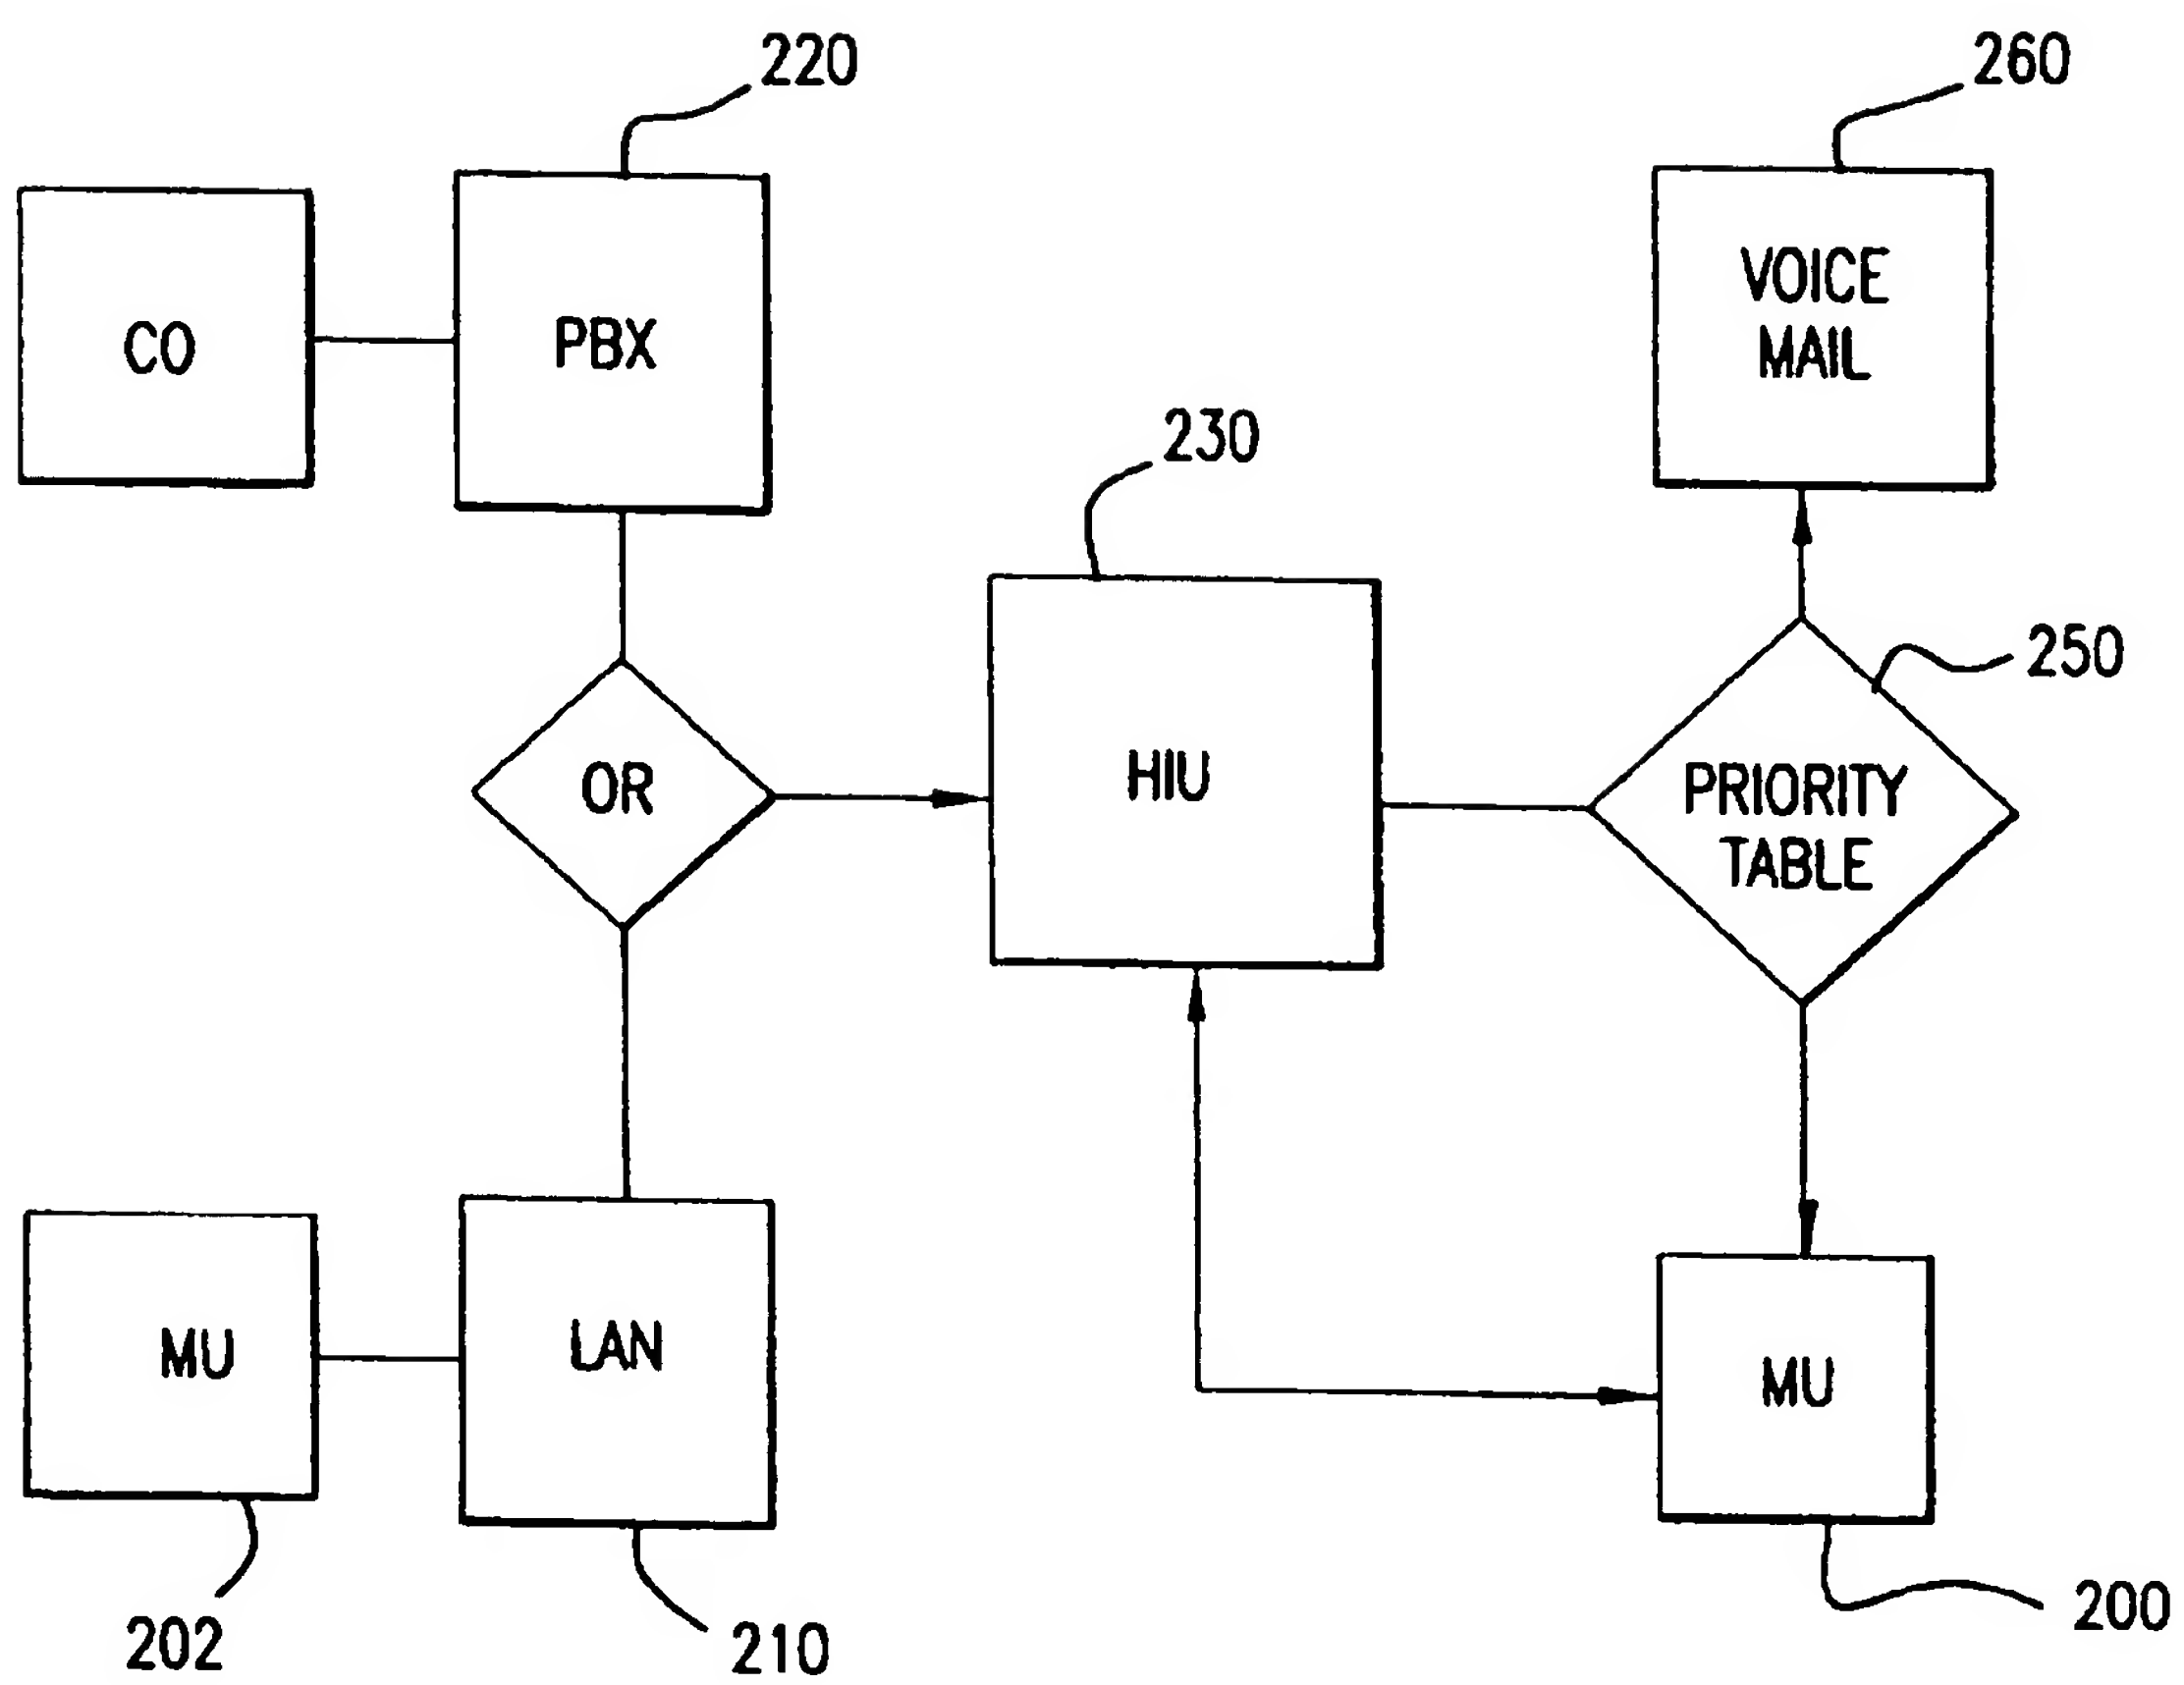 220
260
CO
PBX
VOICE
MAIL
230
250
OR
HIU
PRIORITY
TABLE
MU
LAN
MU
202
210
200